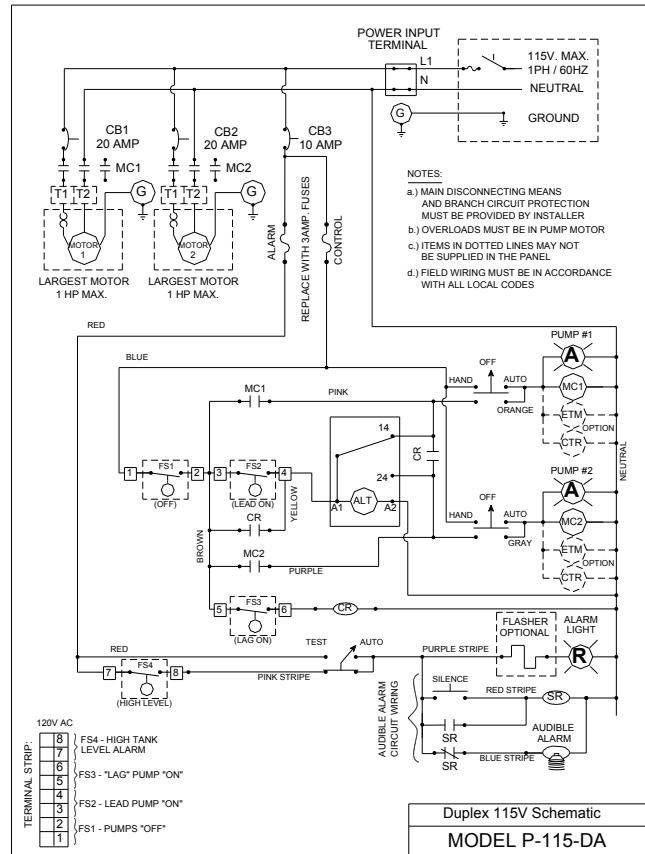 POWER INPUT
TERMINAL
L1
N
115V. MAX.
1PH / 60HZ
NEUTRAL
G
GROUND
CB1
20 AMP
CB2
20 AMP
CB3
10 AMP
MC1
MC2
T1
T2
G
T1
T2
G
MOTOR
1
MOTOR
2
LARGEST MOTOR
1 HP MAX.
LARGEST MOTOR
1 HP MAX.
ALARM
REPLACE WITH 3AMP. FUSES
CONTROL
NOTES:
a.) MAIN DISCONNECTING MEANS
AND BRANCH CIRCUIT PROTECTION
MUST BE PROVIDED BY INSTALLER
b.) OVERLOADS MUST BE IN PUMP MOTOR
c.) ITEMS IN DOTTED LINES MAY NOT
BE SUPPLIED IN THE PANEL
d.) FIELD WIRING MUST BE IN ACCORDANCE
WITH ALL LOCAL CODES
RED
BLUE
MC1
PINK
HAND
OFF
AUTO
ORANGE
PUMP #1
A
MC1
ETM
OPTION
CTR
NEUTRAL
1
FS1
2
(OFF)
3
FS2
4
(LEAD ON)
YELLOW
14
24
CR
A1
ALT
A2
CR
BROWN
MC2
PURPLE
HAND
OFF
AUTO
GRAY
PUMP #2
A
MC2
ETM
OPTION
CTR
5
FS3
6
(LAG ON)
CR
RED
7
FS4
8
(HIGH LEVEL)
PINK STRIPE
TEST
AUTO
PURPLE STRIPE
FLASHER
OPTIONAL
ALARM
LIGHT
R
AUDIBLE ALARM
CIRCUIT WIRING
SILENCE
RED STRIPE
SR
SR
SR
BLUE STRIPE
AUDIBLE
ALARM
120V AC
TERMINAL STRIP:
8
7
6
5
4
3
2
1
FS4 - HIGH TANK
LEVEL ALARM
FS3 - "LAG" PUMP "ON"
FS2 - LEAD PUMP "ON"
FS1 - PUMPS "OFF"
Duplex 115V Schematic
MODEL P-115-DA